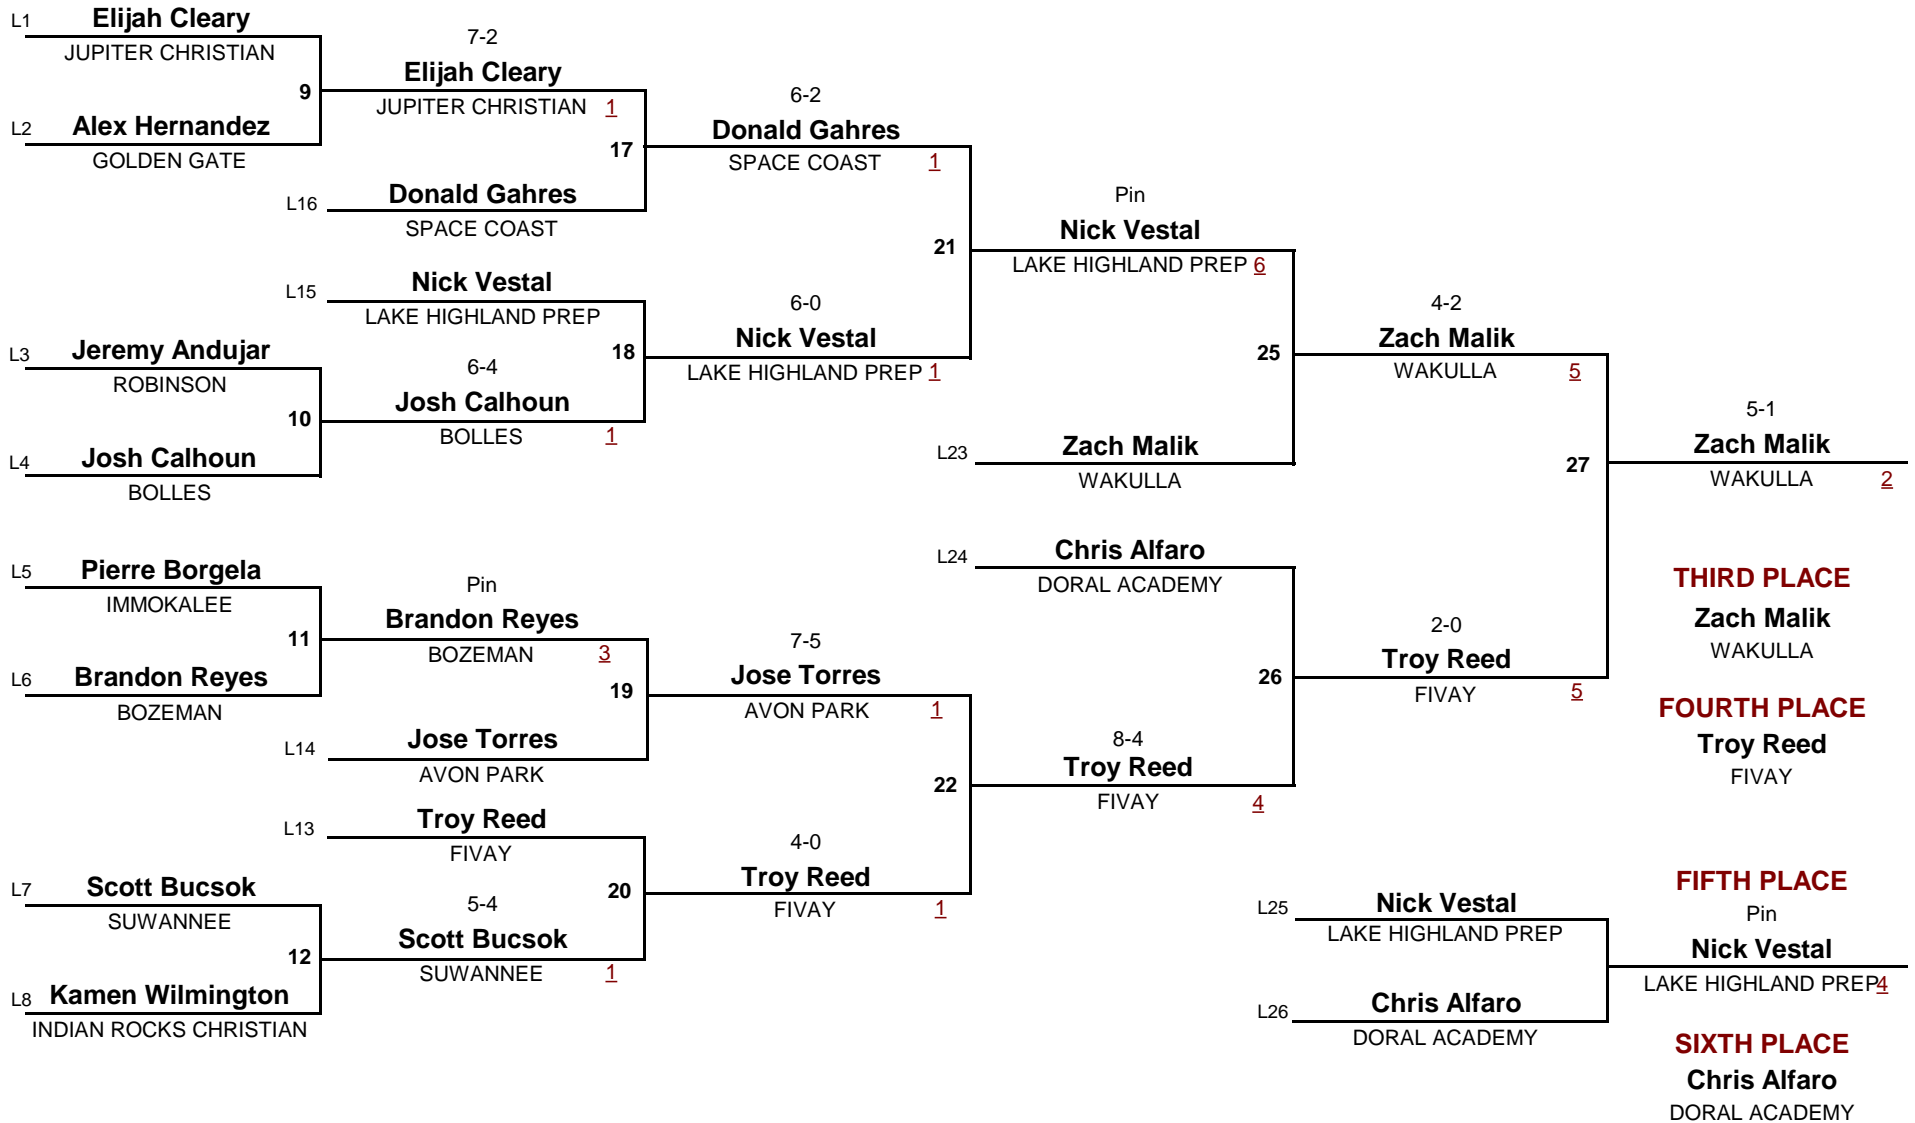 L1 Elijah Cleary
JUPITER CHRISTIAN
9
L2 Alex Hernandez
GOLDEN GATE
7-2
Elijah Cleary
JUPITER CHRISTIAN 1
17
L16 Donald Gahres
SPACE COAST
6-2
Donald Gahres
SPACE COAST 1
L15 Nick Vestal
LAKE HIGHLAND PREP
18
L3 Jeremy Andujar
ROBINSON
10
L4 Josh Calhoun
BOLLES
6-4
Josh Calhoun
BOLLES 1
6-0
Nick Vestal
LAKE HIGHLAND PREP 1
21
Pin
Nick Vestal
LAKE HIGHLAND PREP 6
25
L23 Zach Malik
WAKULLA
4-2
Zach Malik
WAKULLA 5
27
5-1
Zach Malik
WAKULLA 2
L5 Pierre Borgela
IMMOKALEE
11
L6 Brandon Reyes
BOZEMAN
Pin
Brandon Reyes
BOZEMAN 3
19
L14 Jose Torres
AVON PARK
7-5
Jose Torres
AVON PARK 1
L13 Troy Reed
FIVAY
20
L7 Scott Bucsok
SUWANNEE
12
L8 Kamen Wilmington
INDIAN ROCKS CHRISTIAN
5-4
Scott Bucsok
SUWANNEE 1
4-0
Troy Reed
FIVAY 1
22
L24 Chris Alfaro
DORAL ACADEMY
26
8-4
Troy Reed
FIVAY 4
2-0
Troy Reed
FIVAY 5
THIRD PLACE
Zach Malik
WAKULLA
FOURTH PLACE
Troy Reed
FIVAY
L25 Nick Vestal
LAKE HIGHLAND PREP
L26 Chris Alfaro
DORAL ACADEMY
FIFTH PLACE
Pin
Nick Vestal
LAKE HIGHLAND PREP 4
SIXTH PLACE
Chris Alfaro
DORAL ACADEMY